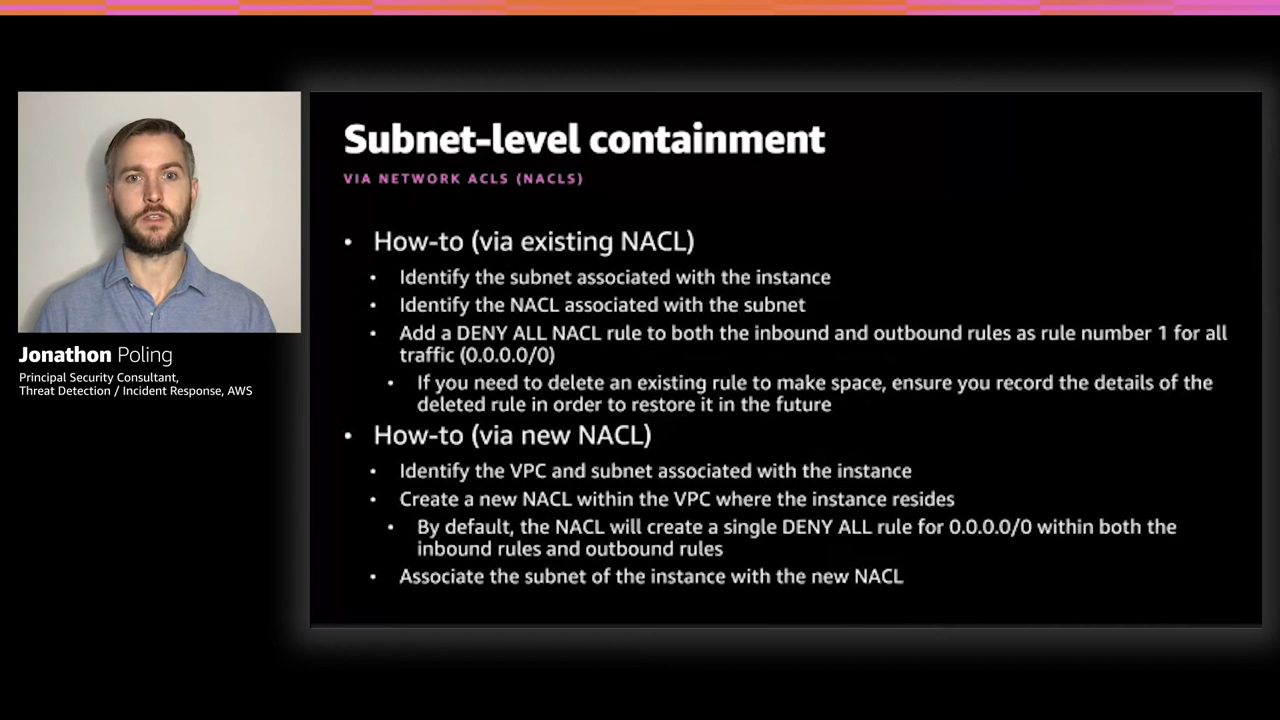 Subnet-level containment
VIA NETWORK ACLS (NACLS)
• How-to (via existing NACL)
• Identify the subnet associated with the instance
• Identify the NACL associated with the subnet
• Add a DENY ALL NACL rule to both the inbound and outbound rules as rule number 1 for all
traffic (0.0.0.0/0)
• If you need to delete an existing rule to make space, ensure you record the details of the
deleted rule in order to restore it in the future
• How-to (via new NACL)
• Identify the VPC and subnet associated with the instance
• Create a new NACL within the VPC where the instance resides
• By default, the NACL will create a single DENY ALL rule for 0.0.0.0/0 within both the
inbound rules and outbound rules
• Associate the subnet of the instance with the new NACL
Jonathon Poling
Principal Security Consultant,
Threat Detection / Incident Response, AWS